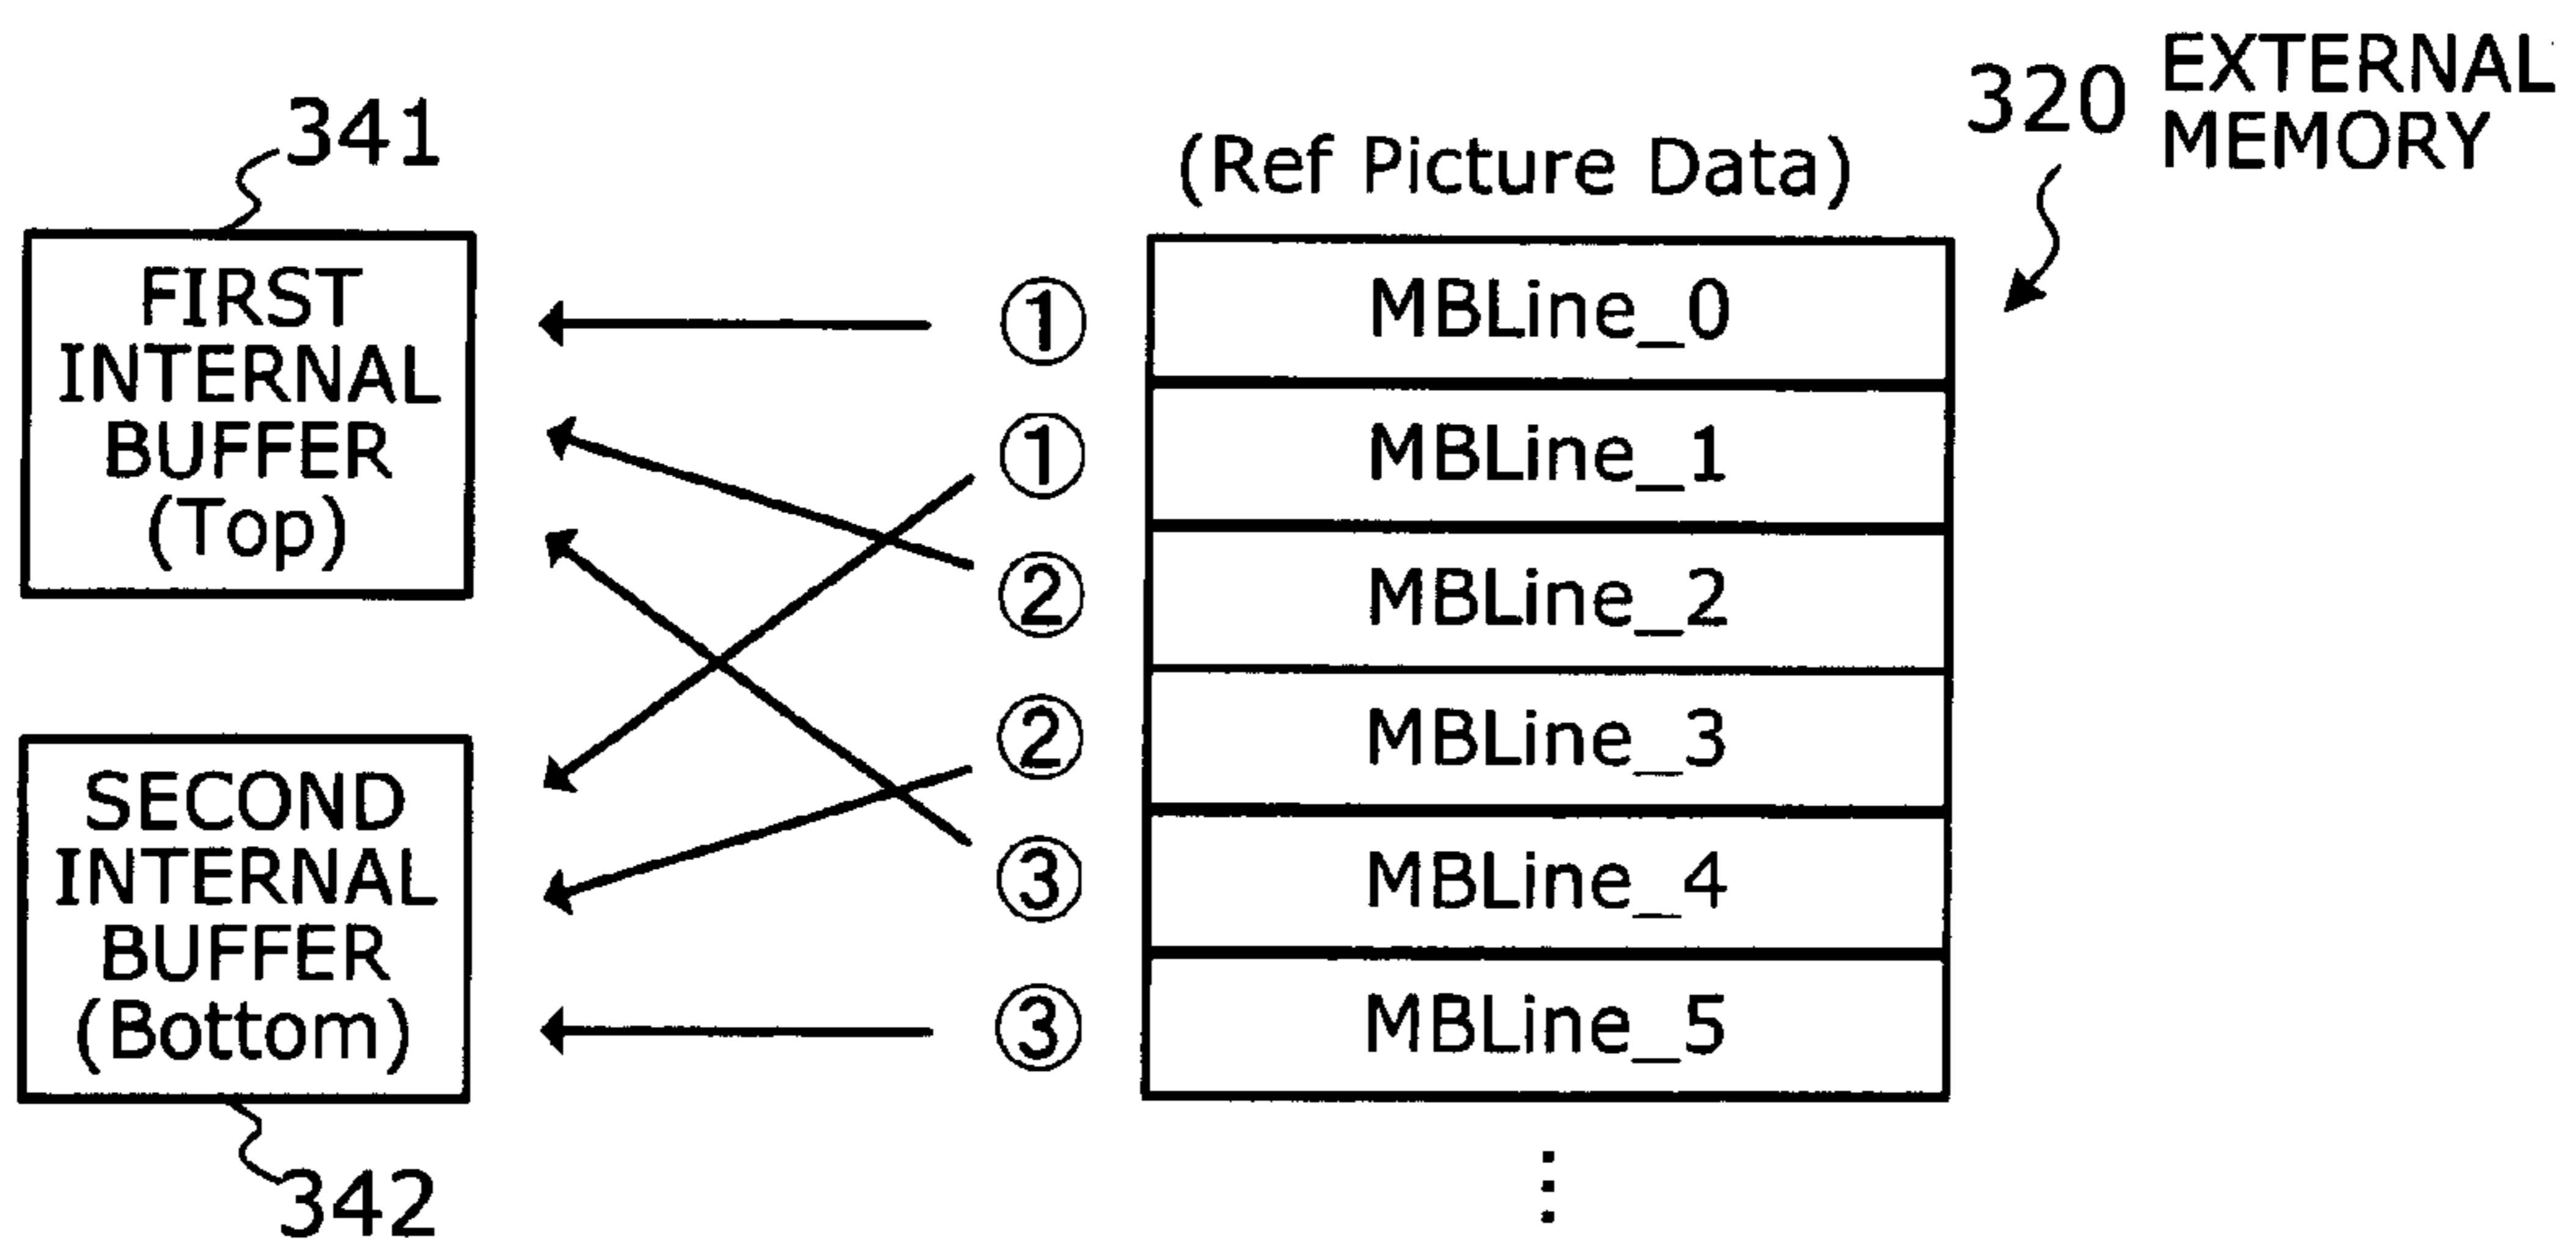 320 EXTERNAL
MEMORY
341
(Ref Picture Data)
FIRST
INTERNAL
BUFFER
(Top)
① MBLine_0
① MBLine_1
② MBLine_2
② MBLine_3
③ MBLine_4
③ MBLine_5
SECOND
INTERNAL
BUFFER
(Bottom)
342